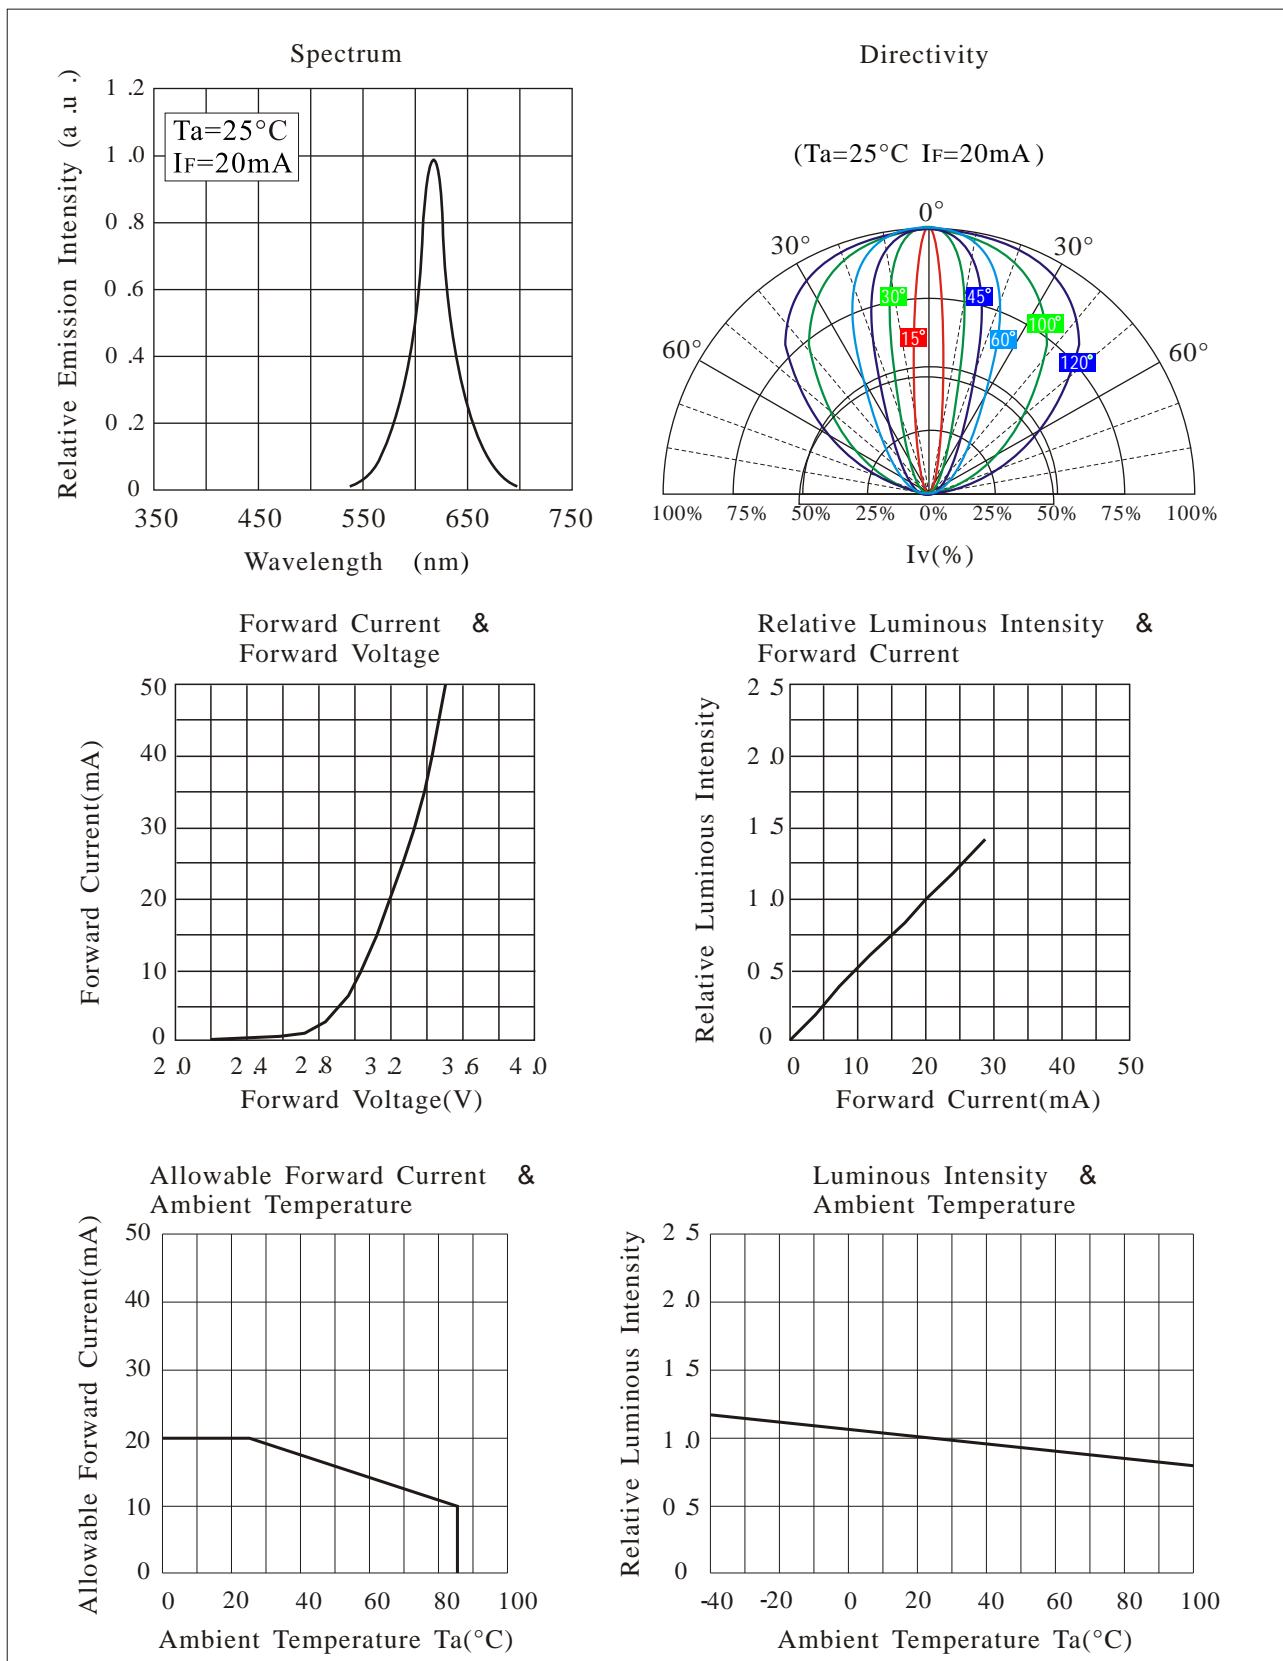 Spectrum
Relative Emission Intensity (a .u .)
1 .2
1 .0
0 .8
0 .6
0 .4
0 .2
0
Ta=25°C
IF=20mA
350 450 550 650 750
Wavelength (nm)
Directivity
(Ta=25°C IF=20mA)
0°
30° 30°
60° 60°
30° 45°
15° 60° 100°
120°
100% 75% 50% 25% 0% 25% 50% 75% 100%
Iv(%)
Forward Current &
Forward Voltage
Forward Current(mA)
50
40
30
20
10
0
2.0 2.4 2.8 3.2 3.6 4.0
Forward Voltage(V)
Relative Luminous Intensity &
Forward Current
Relative Luminous Intensity
2.5
2.0
1.5
1.0
0.5
0
0 10 20 30 40 50
Forward Current(mA)
Allowable Forward Current &
Ambient Temperature
Allowable Forward Current(mA)
50
40
30
20
10
0
0 20 40 60 80 100
Ambient Temperature Ta(°C)
Luminous Intensity &
Ambient Temperature
Relative Luminous Intensity
2.5
2.0
1.5
1.0
0.5
0
-40 -20 0 20 40 60 80 100
Ambient Temperature Ta(°C)